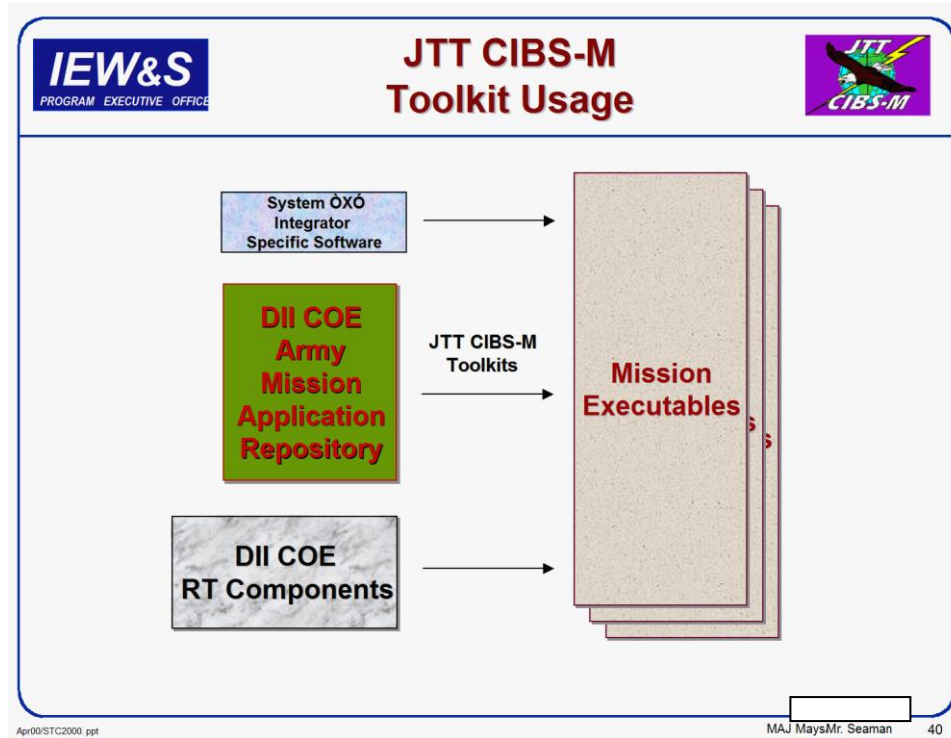 IEW&S
PROGRAM EXECUTIVE OFFICE
JTT CIBS-M
Toolkit Usage
JTT
CIBS-M
System ÒXÓ
Integrator
Specific Software
DII COE
Army
Mission
Application
Repository
JTT CIBS-M
Toolkits
Mission
Executables
s
s
DII COE
RT Components
Apr00/STC2000. ppt
MAJ MaysMr. Seaman
40